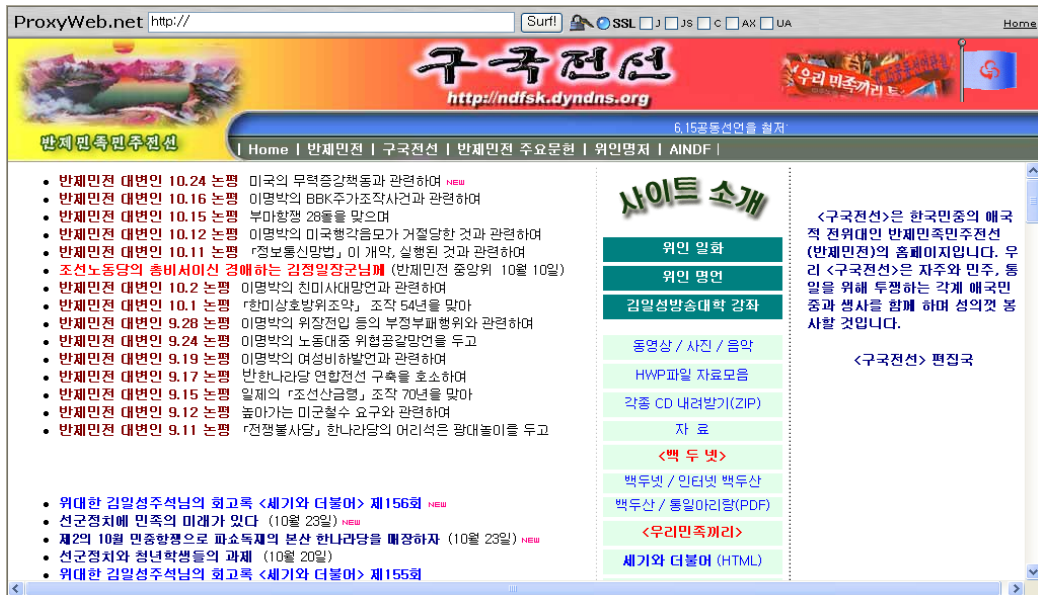 ProxyWeb.net http:// Surf! SSL J JS C AX UA Home
구국전선
http://ndfsk.dyndns.org
우리 민족끼리
반제민족민주전선
6.15공동선언을 철저
| Home | 반제민전 | 구국전선 | 반제민전 주요문헌 | 위인명저 | AINDF |
반제민전 대변인 10.24 논평 미국의 무력증강책동과 관련하여 NEW
반제민전 대변인 10.16 논평 이명박의 BBK주가조작사건과 관련하여
반제민전 대변인 10.15 논평 부마항쟁 28돌을 맞으며
반제민전 대변인 10.12 논평 이명박의 미국행각음모가 거절당한 것과 관련하여
반제민전 대변인 10.11 논평 「정보통신망법」이 개악, 실행된 것과 관련하여
조선노동당의 총비서이신 경애하는 김정일장군님께 (반제민전 중앙위 10월 10일)
반제민전 대변인 10.2 논평 이명박의 친미사대망언과 관련하여
반제민전 대변인 10.1 논평 「한미상호방위조약」 조작 54년을 맞아
반제민전 대변인 9.28 논평 이명박의 위장전입 등의 부정부패행위와 관련하여
반제민전 대변인 9.24 논평 이명박의 노동대중 위협공갈망언을 두고
반제민전 대변인 9.19 논평 이명박의 여성비하발언과 관련하여
반제민전 대변인 9.17 논평 반한나라당 연합전선 구축을 호소하며
반제민전 대변인 9.15 논평 일제의 「조선산금령」 조작 70년을 맞아
반제민전 대변인 9.12 논평 높아가는 미군철수 요구와 관련하여
반제민전 대변인 9.11 논평 「전쟁봉사당」 한나라당의 어리석은 광대놀이를 두고
위대한 김일성주석님의 회고록 <세기와 더불어> 제156회 NEW
선군정치에 민족의 미래가 있다 (10월 23일) NEW
제2의 10월 민중항쟁으로 파쇼독재의 본산 한나라당을 매장하자 (10월 23일) NEW
선군정치와 청년학생들의 과제 (10월 20일)
위대한 김일성주석님의 회고록 <세기와 더불어> 제155회
사이트 소개
위인 일화
위인 명언
김일성방송대학 강좌
동영상 / 사진 / 음악
HWP파일 자료모음
각종 CD 내려받기(ZIP)
자 료
<백 두 넷>
백두넷 / 인터넷 백두산
백두산 / 통일아리랑(PDF)
<우리민족끼리>
세기와 더불어 (HTML)
<구국전선>은 한국민중의 애국
적 전위대인 반제민족민주전선
(반제민전)의 홈페이지입니다. 우
리 <구국전선>은 자주와 민주, 통
일을 위해 투쟁하는 각계 애국민
중과 생사를 함께 하며 성의껏 봉
사할 것입니다.
<구국전선> 편집국